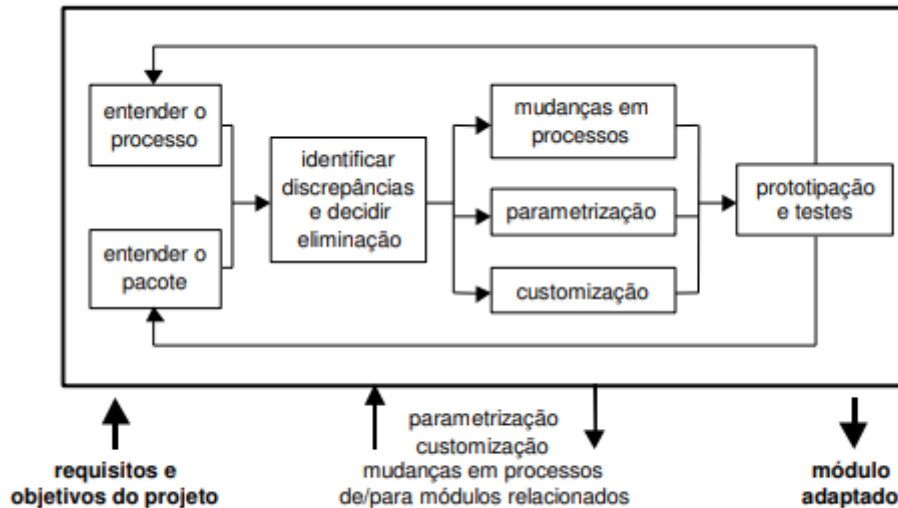 entender o
processo
entender o
pacote
identificar
discrepâncias
e decidir
eliminação
mudanças em
processos
parametrização
customização
prototipação
e testes
requisitos e
objetivos do projeto
parametrização
customização
mudanças em processos
de/para módulos relacionados
módulo
adaptado